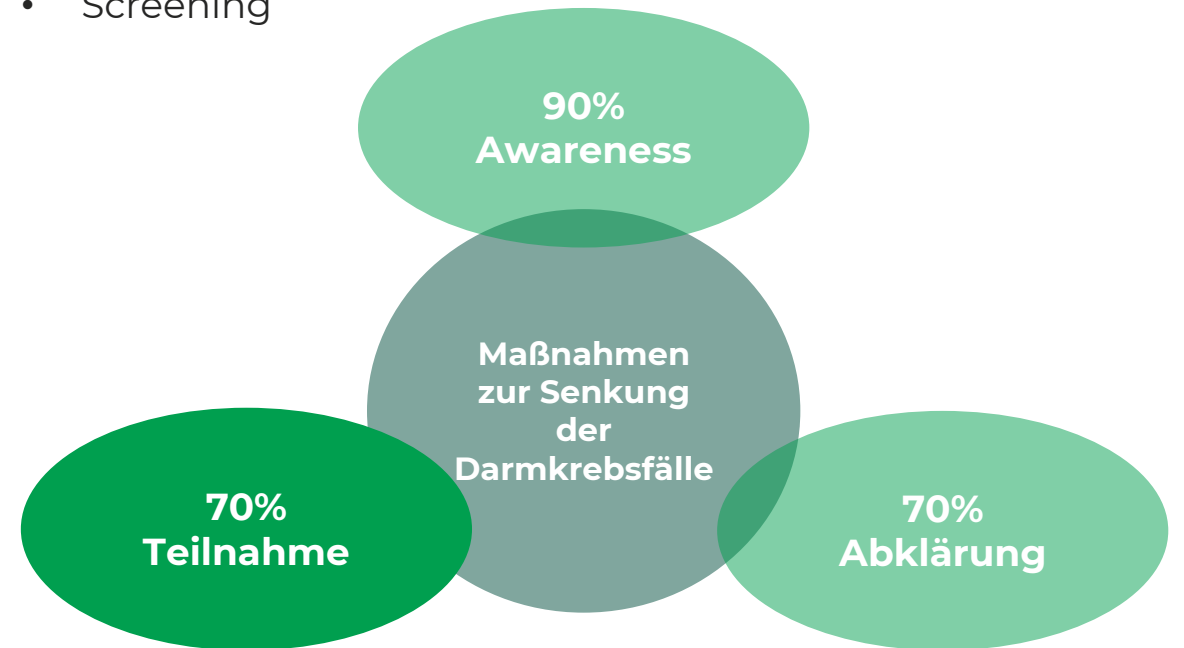 • Screening
90%
Awareness
Maßnahmen
zur Senkung
der
Darmkrebsfälle
70%
Teilnahme
70%
Abklärung